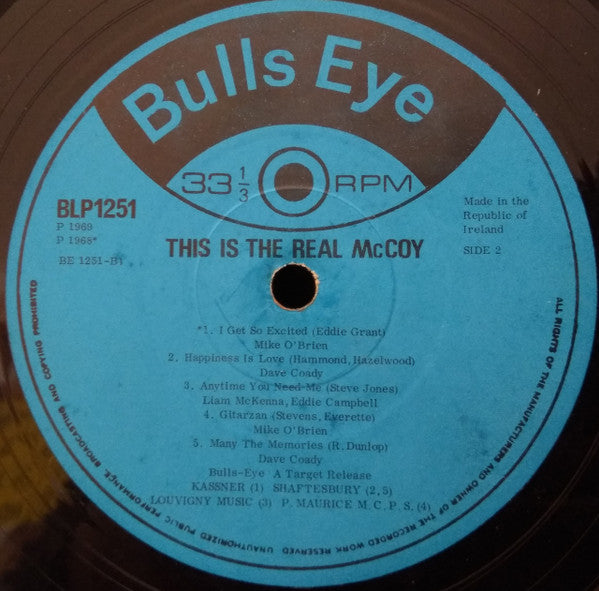 Bulls Eye
33 1/3 RPM
BLP1251
P 1969
P 1968*
BE 1251-B1
Made in the
Republic of
Ireland
SIDE 2
THIS IS THE REAL McCOY
*1. I Get So Excited (Eddie Grant)
Mike O'Brien
2. Happiness Is Love (Hammond, Hazelwood)
Dave Coady
3. Anytime You Need Me (Steve Jones)
Liam McKenna, Eddie Campbell
4. Gitarzan (Stevens, Everette)
Mike O'Brien
5. Many The Memories (R. Dunlop)
Dave Coady
Bulls-Eye A Target Release
KASSNER (1) SHAFTESBURY (2, 5)
LOUVIGNY MUSIC (3) P. MAURICE M. C. P. S. (4)
ALL RIGHTS OF THE MANUFACTURERS AND OWNER OF THE RECORDED WORK RESERVED UNAUTHORIZED PUBLIC PERFORMANCE, BROADCASTING AND COPYING PROHIBITED